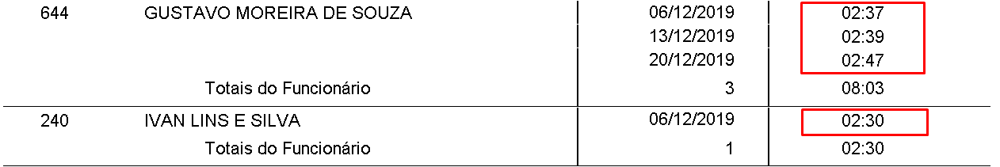 644 GUSTAVO MOREIRA DE SOUZA 06/12/2019 02:37
13/12/2019 02:39
20/12/2019 02:47
Totais do Funcionário 3 08:03
240 IVAN LINS E SILVA 06/12/2019 02:30
Totais do Funcionário 1 02:30